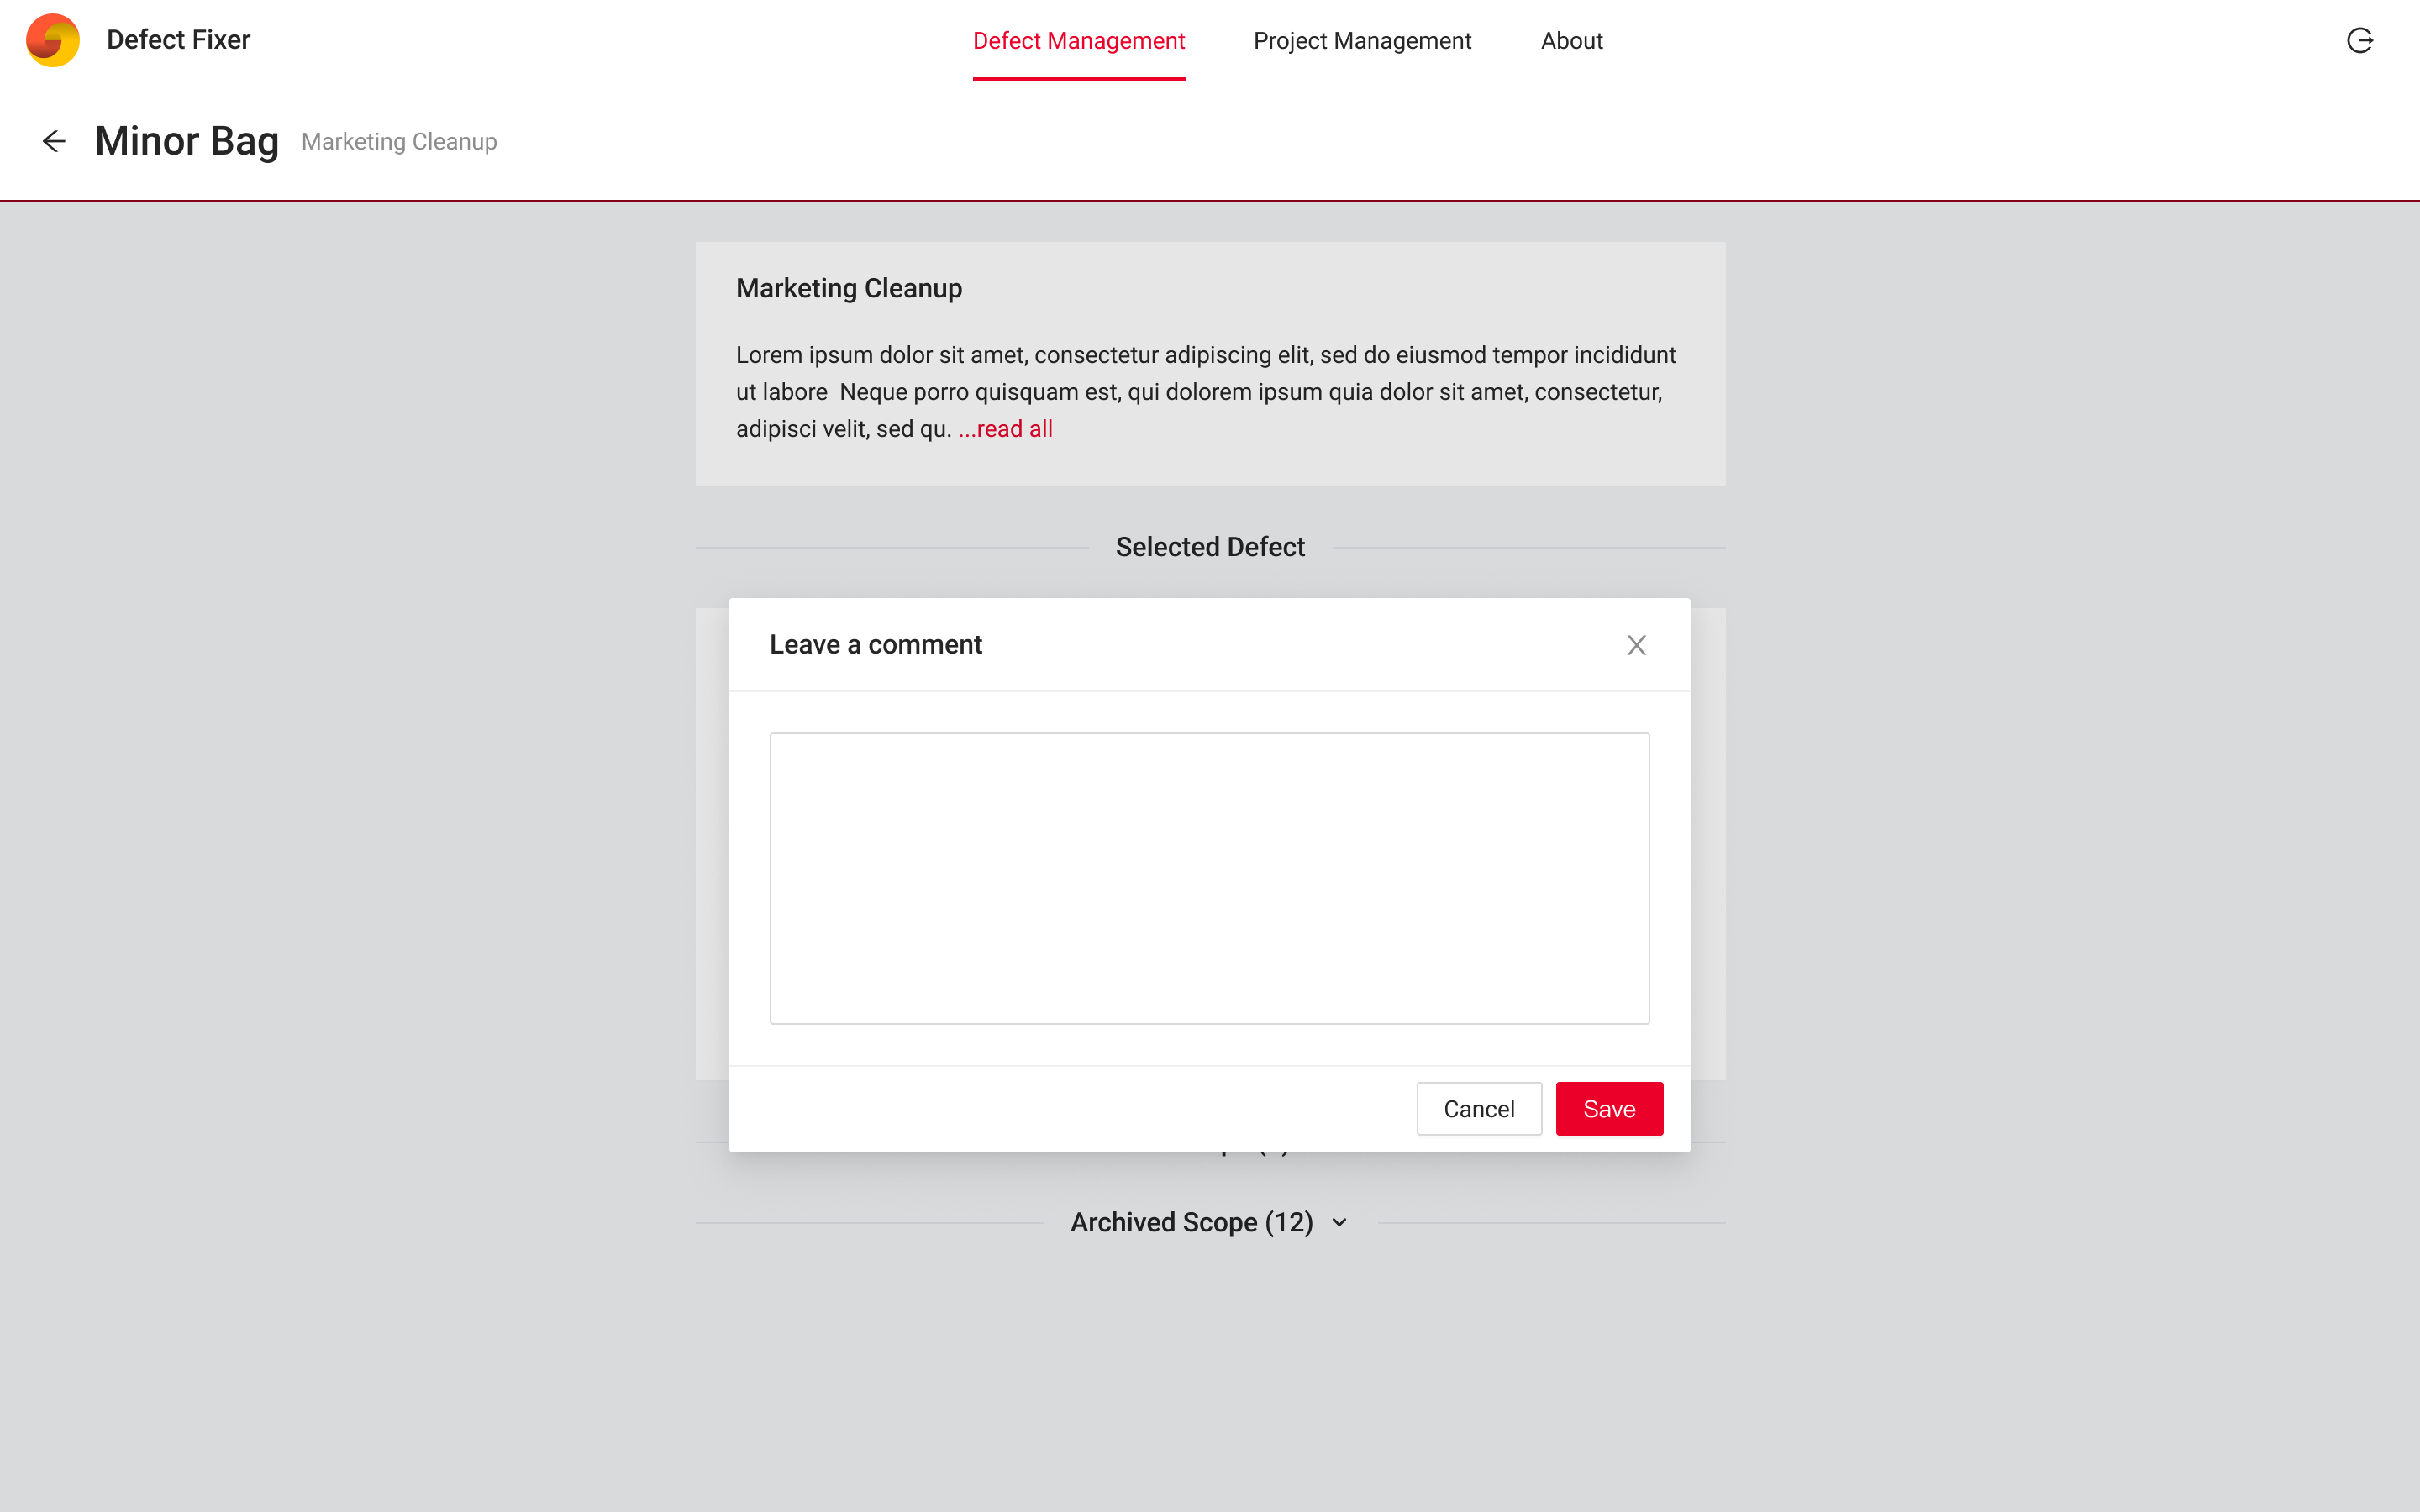 Defect Fixer
Defect Management
Project Management
About
Minor Bag
Marketing Cleanup
Marketing Cleanup
Lorem ipsum dolor sit amet, consectetur adipiscing elit, sed do eiusmod tempor incididunt
ut labore  Neque porro quisquam est, qui dolorem ipsum quia dolor sit amet, consectetur,
adipisci velit, sed qu. ...read all
Selected Defect
Leave a comment
Cancel
Save
Archived Scope (12)